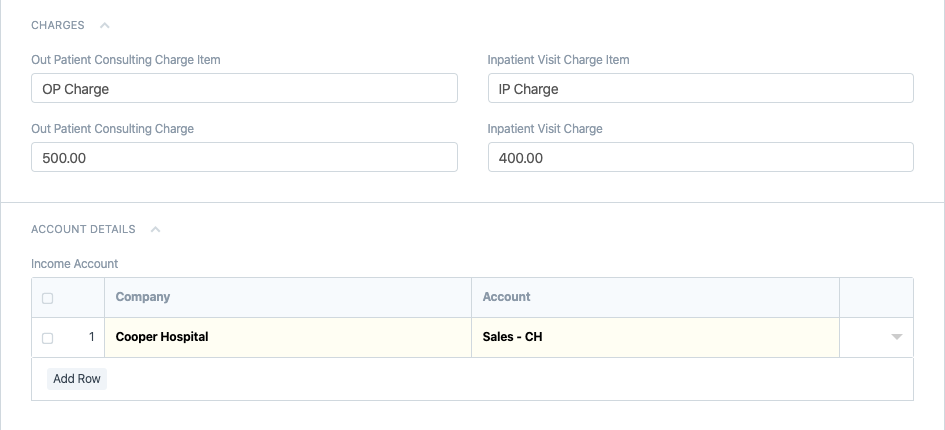 CHARGES
Out Patient Consulting Charge Item
Inpatient Visit Charge Item
OP Charge
IP Charge
Out Patient Consulting Charge
Inpatient Visit Charge
500.00
400.00
ACCOUNT DETAILS
Income Account
Company
Account
1
Cooper Hospital
Sales - CH
Add Row